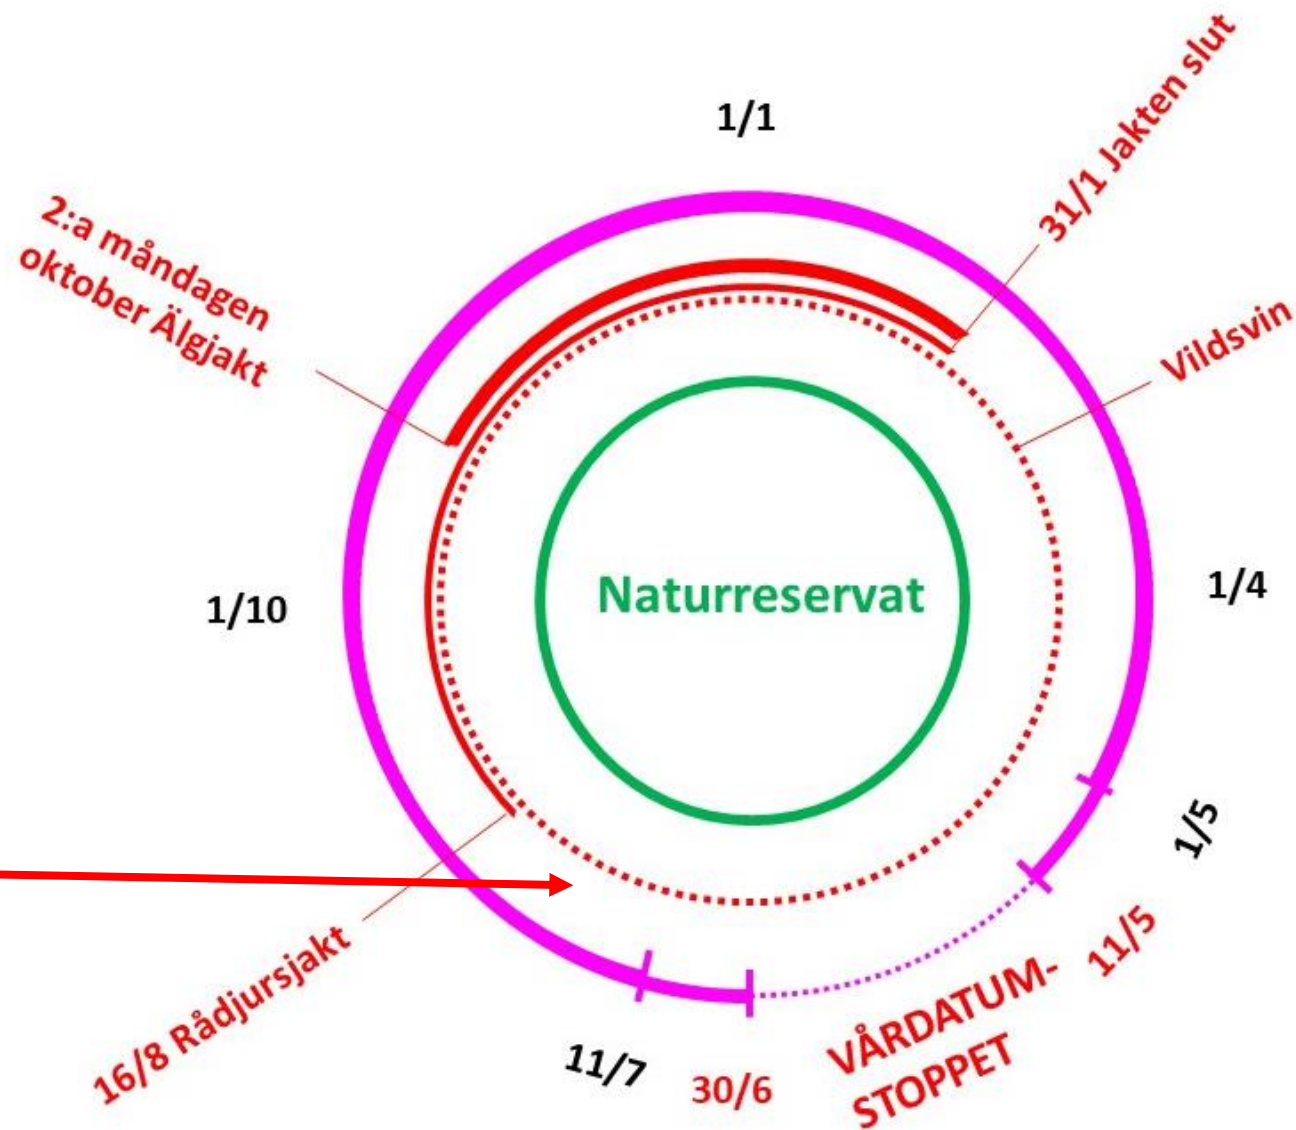 1/1
31/1 Jakten slut
2:a måndagen
oktober Älgjakt
Vildsvin
Naturreservat
1/4
1/10
1/5
11/5
16/8 Rådjursjakt
VÅRDATUM-
STOPPET
11/7
30/6